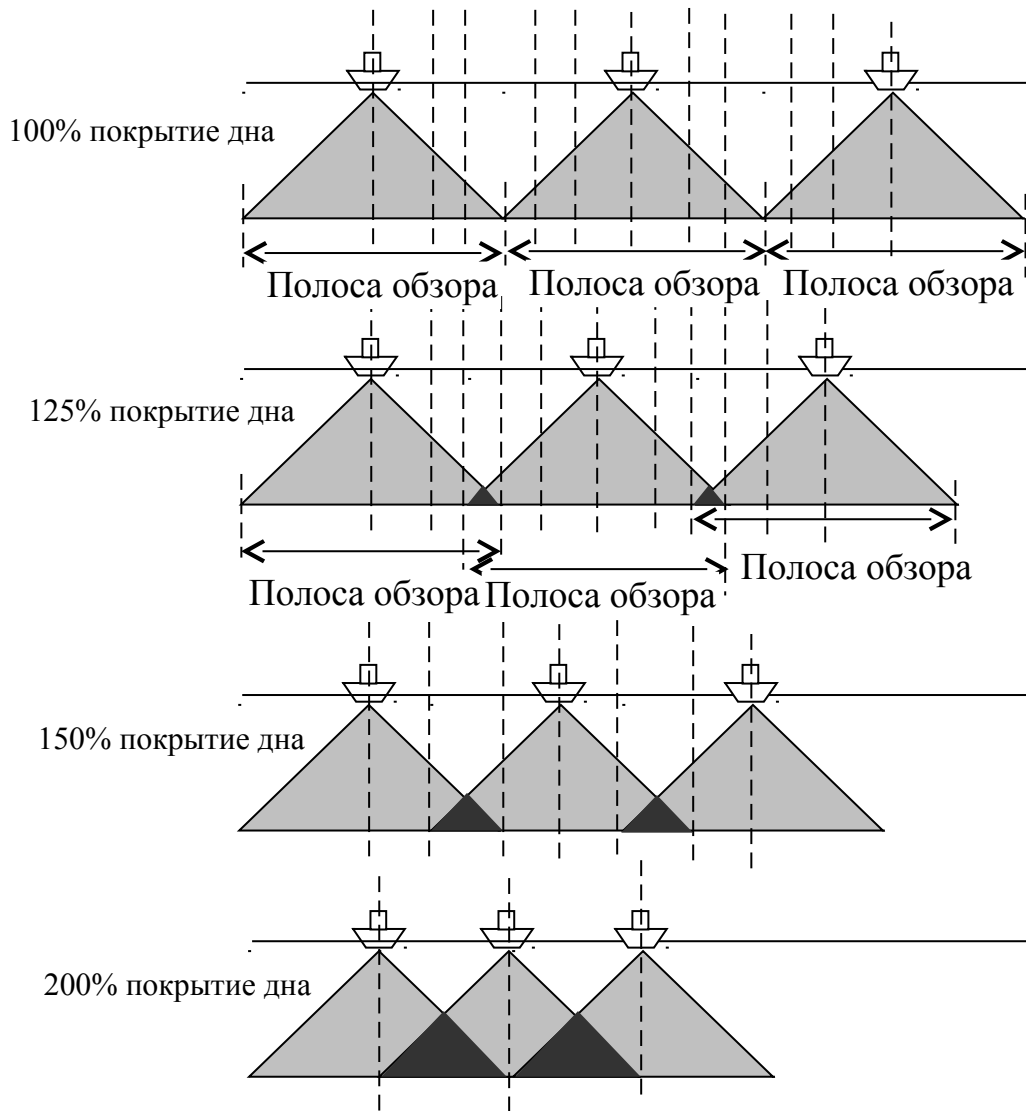 100% покрытие дна
Полоса обзора
Полоса обзора
Полоса обзора
125% покрытие дна
Полоса обзора
Полоса обзора
Полоса обзора
150% покрытие дна
200% покрытие дна